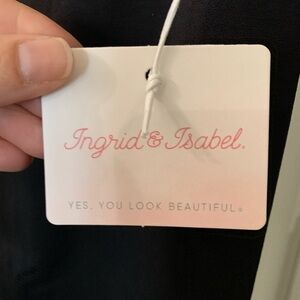 Ingrid & Isabel®
YES, YOU LOOK BEAUTIFUL®